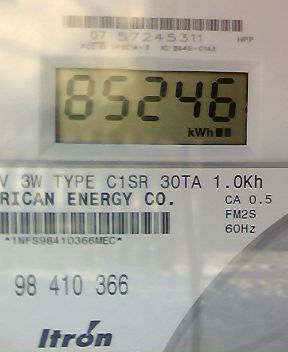 07 57245311
85246
kWh
V 3W TYPE C1SR 30TA 1.0Kh
RICAN ENERGY CO.
CA 0.5
FM2S
60Hz
*1NFS98410366MEC*
98 410 366
Itrón